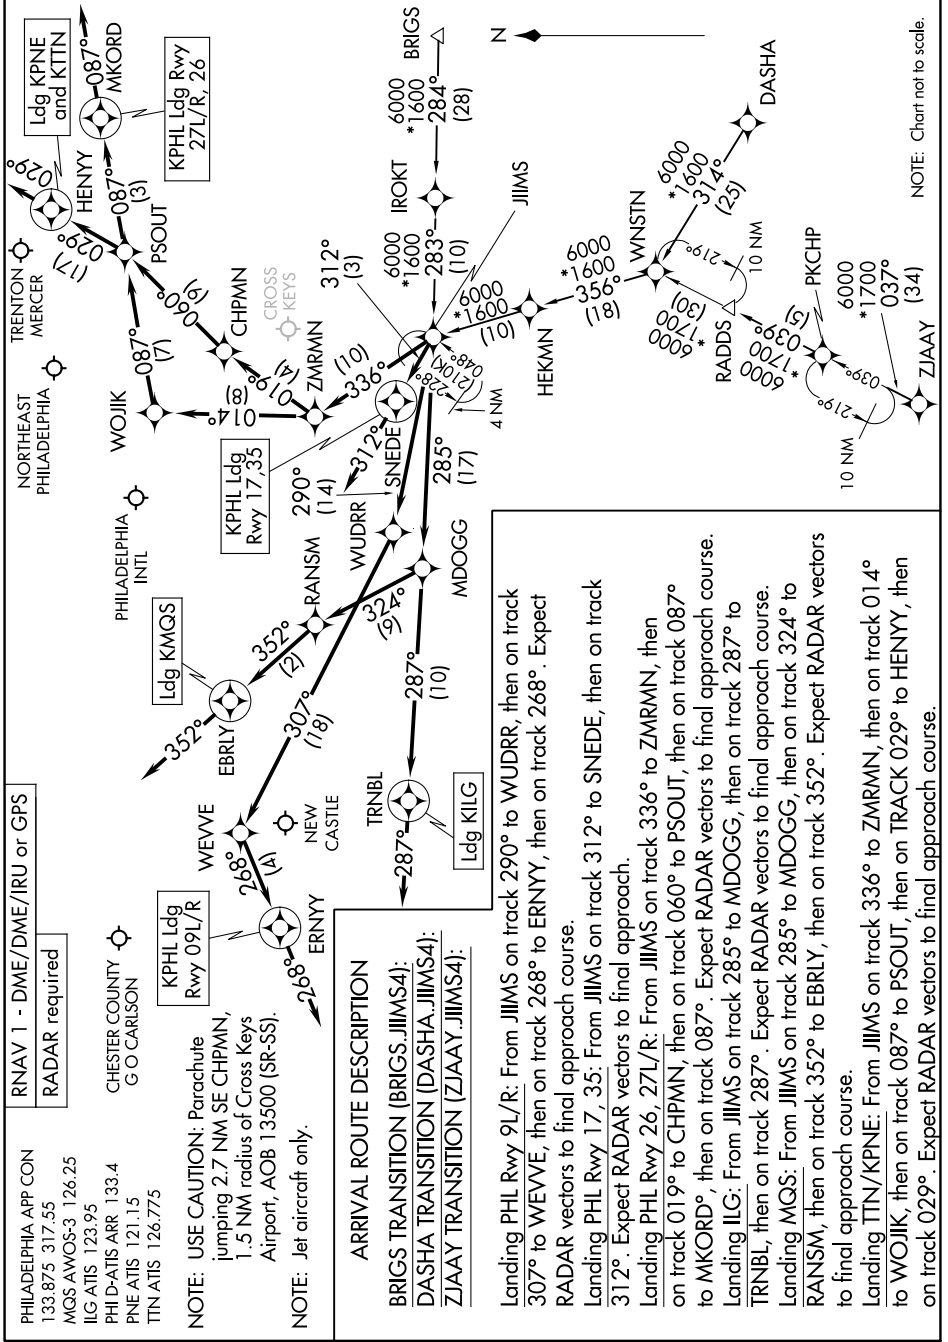 RNAV 1 - DME/DME/IRU or GPS
RADAR required
PHILADELPHIA APP CON
133.875 317.55
MQS AWOS-3 126.25
ILG ATIS 123.95
PHI D-ATIS ARR 133.4
PNE ATIS 121.15
TTN ATIS 126.775
NOTE: USE CAUTION: Parachute
jumping 2.7 NM SE CHPMN,
1.5 NM radius of Cross Keys
Airport, AOB 13500 (SR-SS).
NOTE: Jet aircraft only.
CHESTER COUNTY
G O CARLSON
KPHL Ldg
Rwy 09L/R
268°
ERNYY
268°
(4)
WEVVE
NEW
CASTLE
307°
(18)
352°
EBRLY
Ldg KMQS
352°
(2)
RANSM
324°
(9)
287°
TRNBL
Ldg KILG
287°
(10)
MDOGG
285°
(17)
WUDRR
290°
(14)
SNEDE
312°
KPHL Ldg
Rwy 17,35
312°
(3)
PHILADELPHIA
INTL
NORTHEAST
PHILADELPHIA
TRENTON
MERCER
WOJIK
087°
(7)
014°
(8)
ZMRMN
019°
(4)
CHPMN
CROSS
KEYS
060°
(9)
PSOUT
029°
(17)
HENYY
029°
Ldg KPNE
and KTTN
087°
(3)
MKORD
087°
KPHL Ldg Rwy
27L/R, 26
336°
(10)
JIIMS
228°
(210K)
048°
4 NM
6000
*1600
283°
(10)
IROKT
6000
*1600
284°
(28)
BRIGS
N
6000
*1600
(10)
HEKMN
6000
*1600
356°
(18)
WNSTN
219°
10 NM
6000
*1600
314°
(25)
DASHA
6000
*1700
(30)
RADDS
6000
*1700
039°
(5)
PKCHP
219°
039°
10 NM
6000
*1700
037°
(34)
ZJAAY
NOTE: Chart not to scale.
ARRIVAL ROUTE DESCRIPTION
BRIGS TRANSITION (BRIGS.JIIMS4):
DASHA TRANSITION (DASHA.JIIMS4):
ZJAAY TRANSITION (ZJAAY.JIIMS4):
Landing PHL Rwy 9L/R: From JIIMS on track 290° to WUDRR, then on track
307° to WEVVE, then on track 268° to ERNYY, then on track 268°. Expect
RADAR vectors to final approach course.
Landing PHL Rwy 17, 35: From JIIMS on track 312° to SNEDE, then on track
312°. Expect RADAR vectors to final approach.
Landing PHL Rwy 26, 27L/R: From JIIMS on track 336° to ZMRMN, then
on track 019° to CHPMN, then on track 060° to PSOUT, then on track 087°
to MKORD, then on track 087°. Expect RADAR vectors to final approach course.
Landing ILG: From JIIMS on track 285° to MDOGG, then on track 287° to
TRNBL, then on track 287°. Expect RADAR vectors to final approach course.
Landing MQS: From JIIMS on track 285° to MDOGG, then on track 324° to
RANSM, then on track 352° to EBRLY, then on track 352°. Expect RADAR vectors
to final approach course.
Landing TTN/KPNE: From JIIMS on track 336° to ZMRMN, then on track 014°
to WOJIK, then on track 087° to PSOUT, then on TRACK 029° to HENYY, then
on track 029°. Expect RADAR vectors to final approach course.